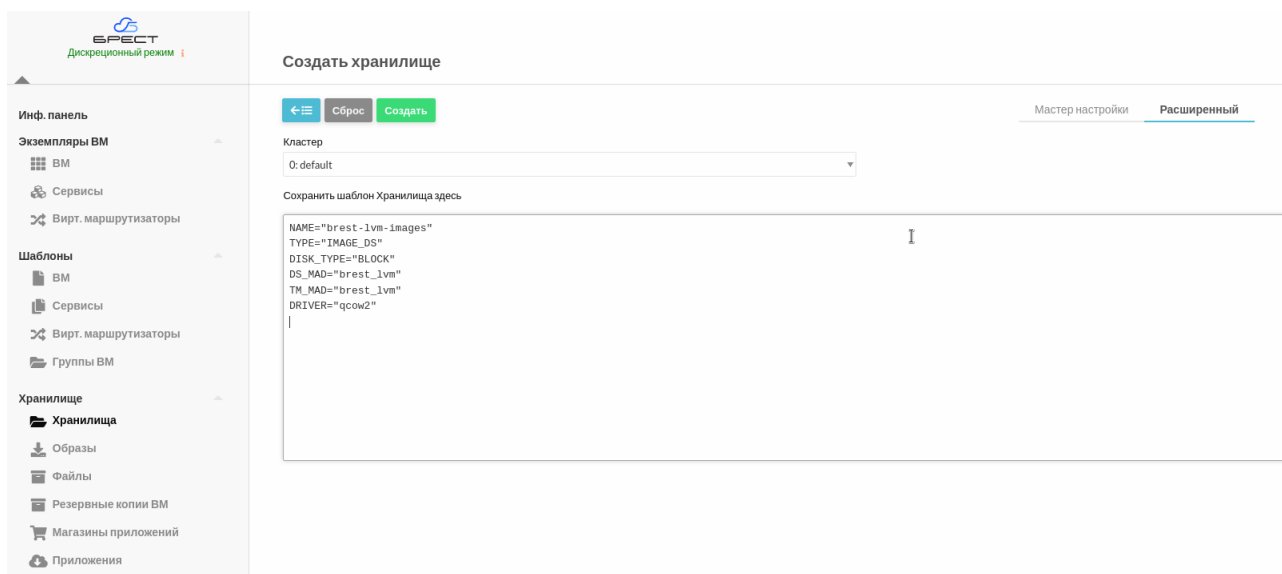 БРЕСТ
Дискреционный режим
Создать хранилище
Сброс
Создать
Мастер настройки
Расширенный
Кластер
0: default
Сохранить шаблон Хранилища здесь
NAME="brest-lvm-images"
TYPE="IMAGE_DS"
DISK_TYPE="BLOCK"
DS_MAD="brest_lvm"
TM_MAD="brest_lvm"
DRIVER="qcow2"
Инф. панель
Экземпляры ВМ
ВМ
Сервисы
Вирт. маршрутизаторы
Шаблоны
ВМ
Сервисы
Вирт. маршрутизаторы
Группы ВМ
Хранилище
Хранилища
Образы
Файлы
Резервные копии ВМ
Магазины приложений
Приложения